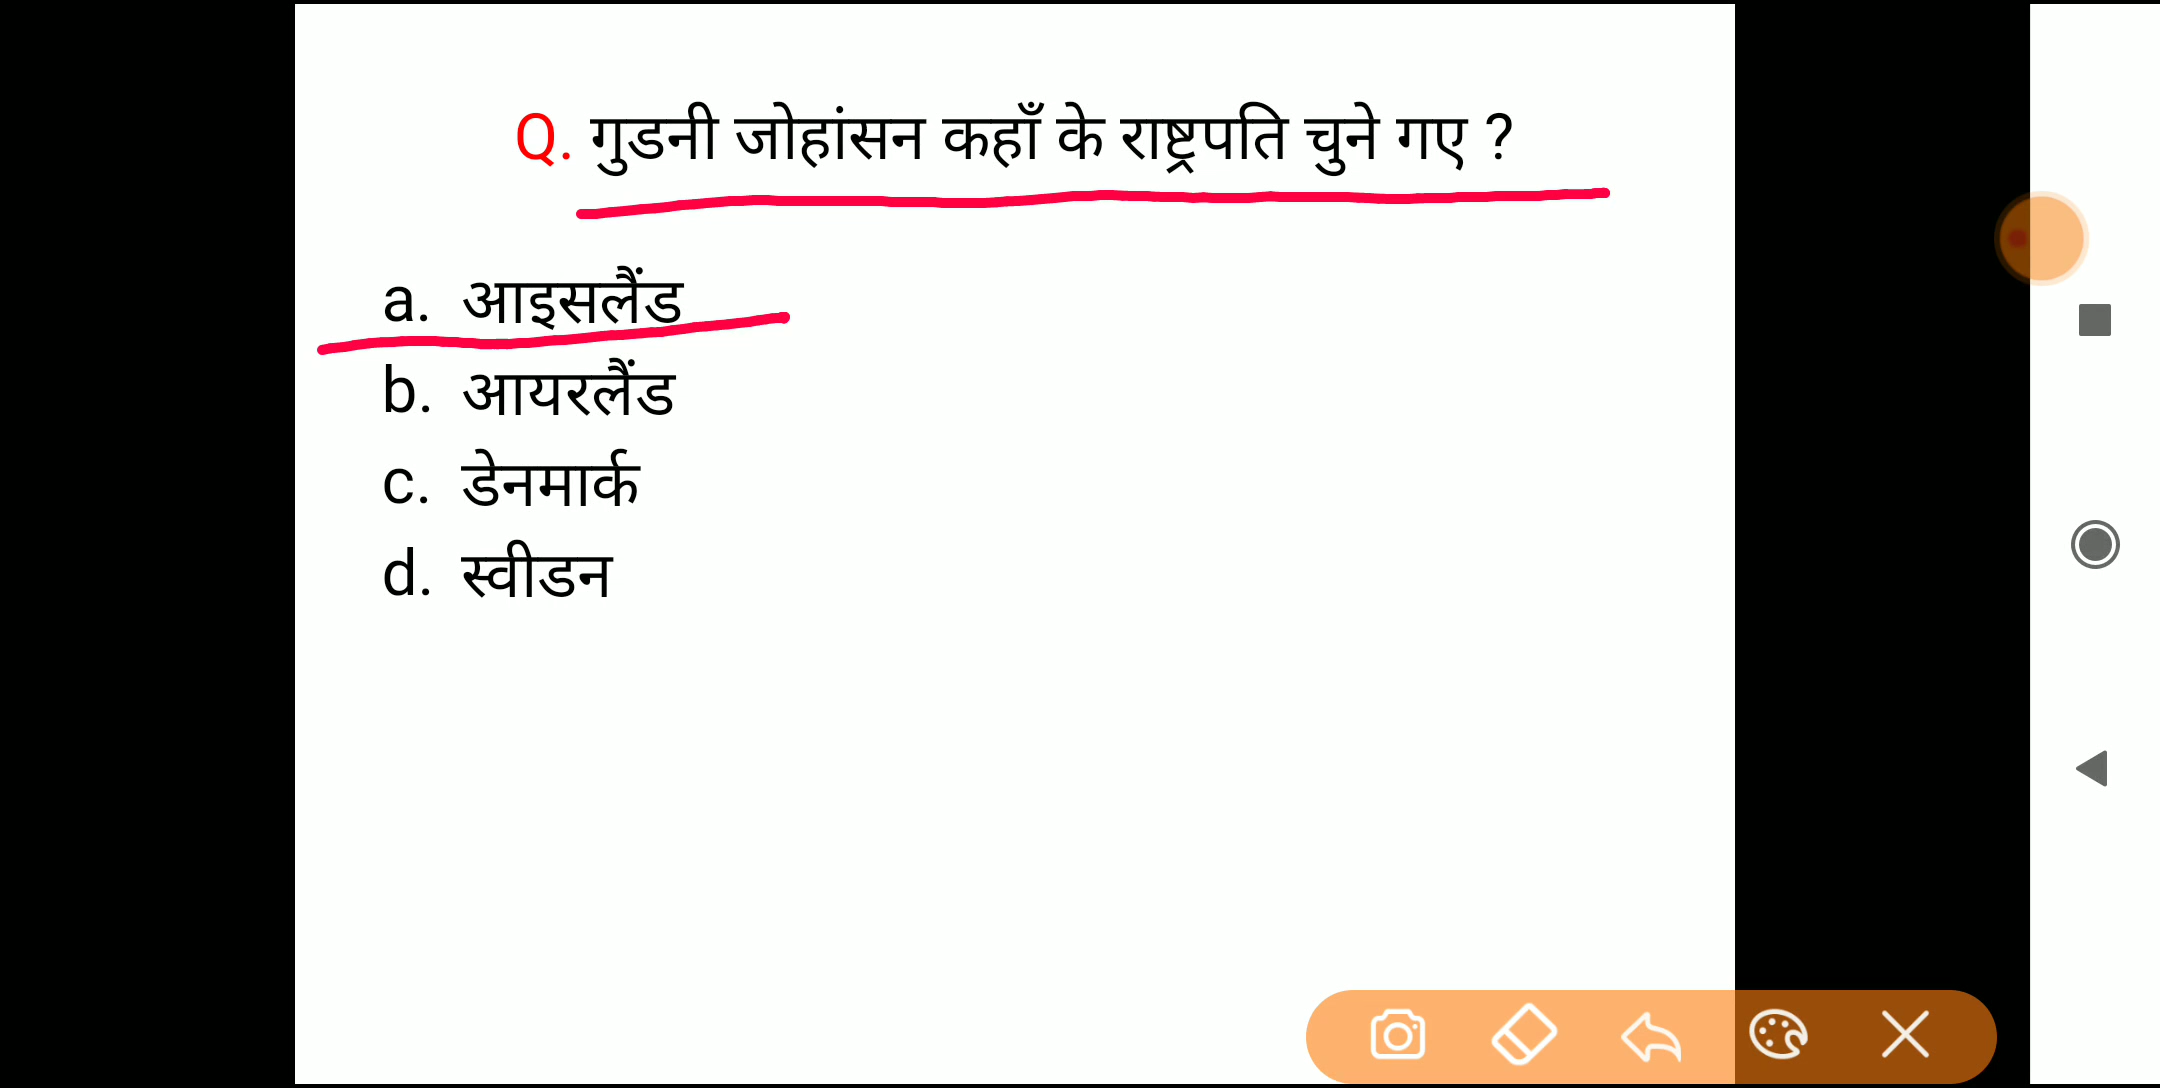 Q. गुडनी जोहांसन कहाँ के राष्ट्रपति चुने गए ?
a. आइसलैंड
b. आयरलैंड
c. डेनमार्क
d. स्वीडन